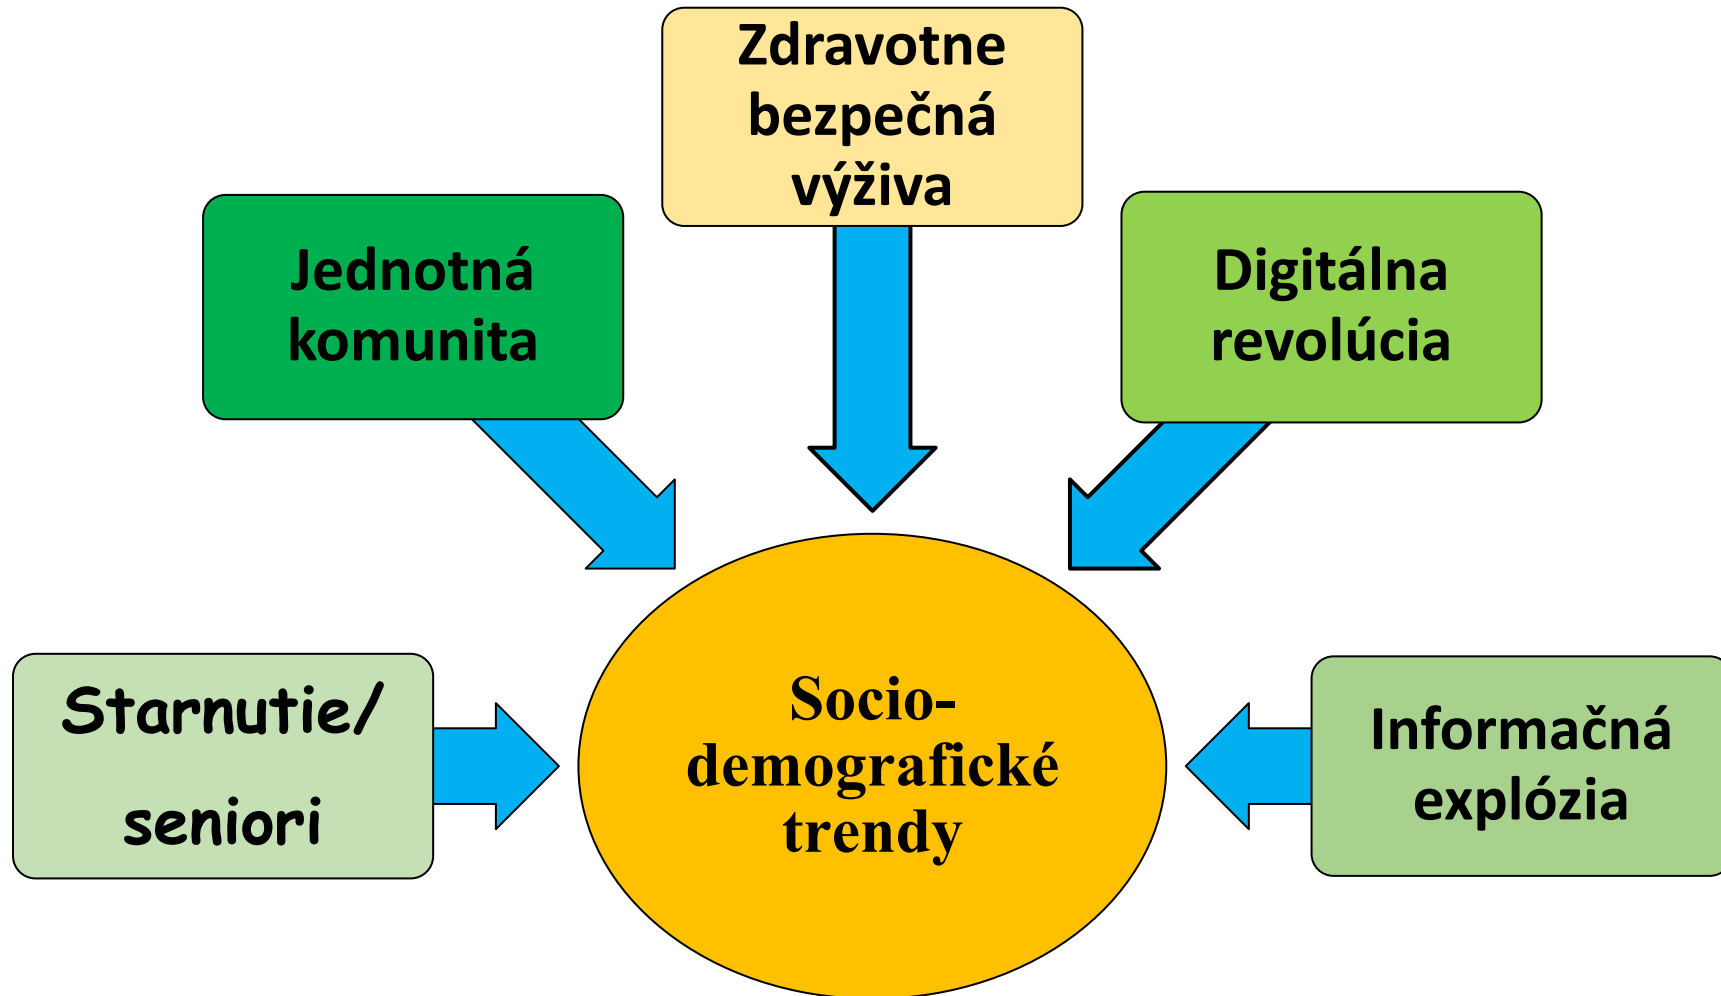 Zdravotne
bezpečná
výživa
Jednotná
komunita
Digitálna
revolúcia
Starnutie/
seniori
Socio-
demografické
trendy
Informačná
explózia